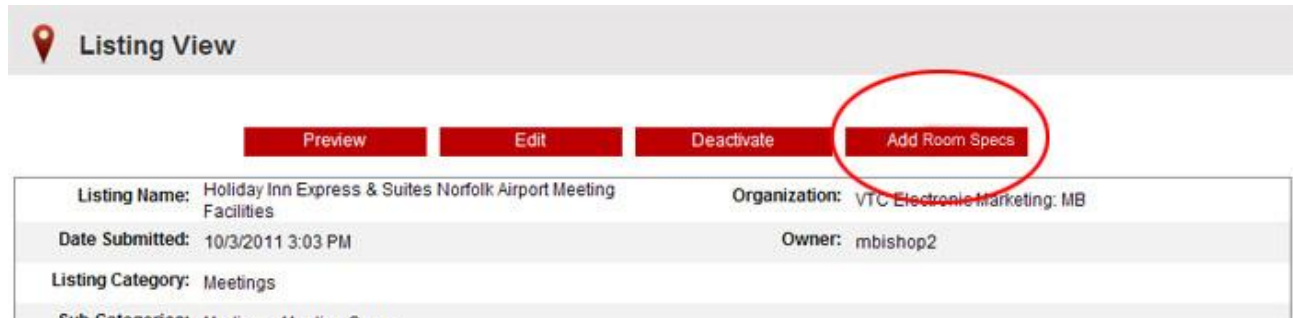 Listing View
Preview Edit Deactivate Add Room Specs
Listing Name: Holiday Inn Express & Suites Norfolk Airport Meeting Facilities Organization: VTC Electronic Marketing: MB
Date Submitted: 10/3/2011 3:03 PM Owner: mbishop2
Listing Category: Meetings